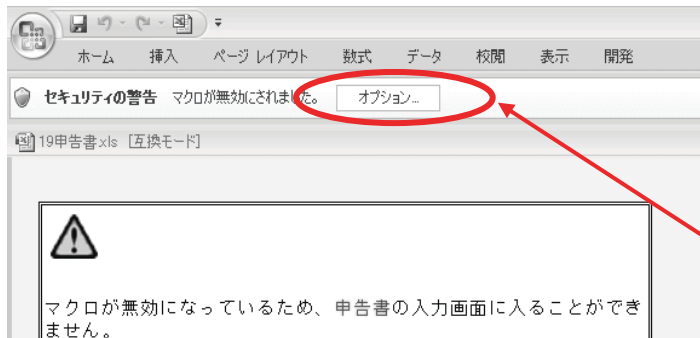 ホーム 挿入 ページ レイアウト 数式 データ 校閲 表示 開発
セキュリティの警告 マクロが無効にされました。 オプション...
19申告書.xls [互換モード]
マクロが無効になっているため、申告書の入力画面に入ることができ
ません。